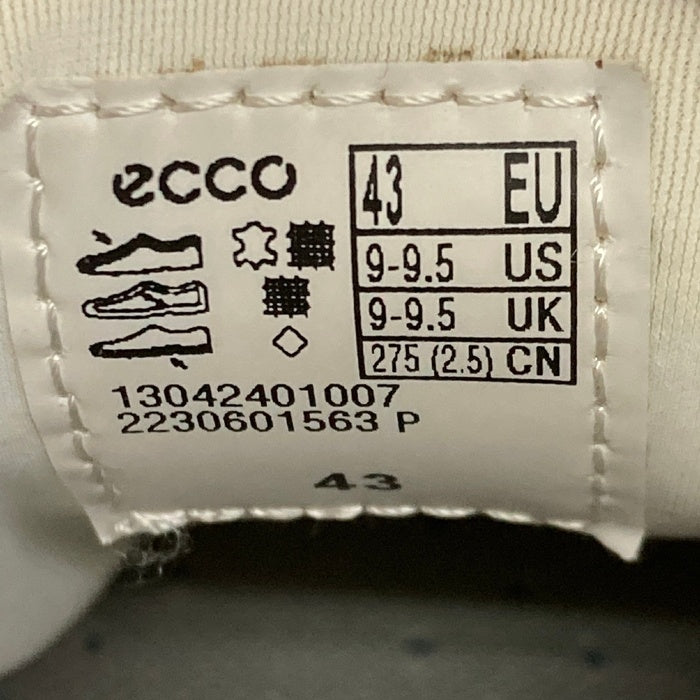 ecco
43 EU
9-9.5 US
9-9.5 UK
275 (2.5) CN
13042401007
2230601563 P
43